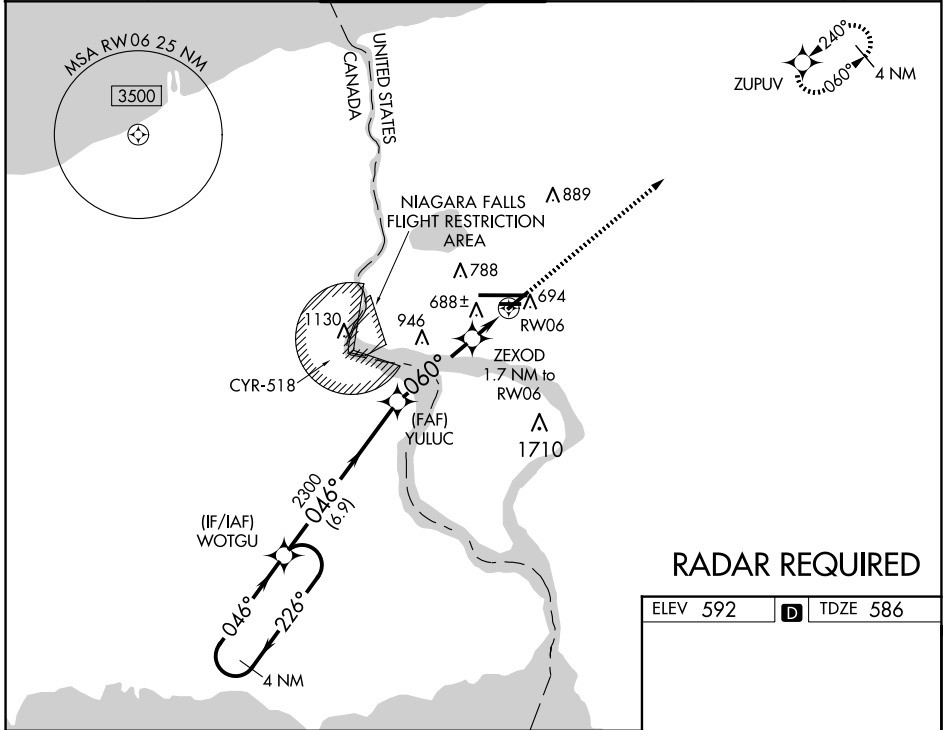 MSA RW06 25 NM
3500
UNITED STATES
CANADA
ZUPUV
240°
060°
4 NM
NIAGARA FALLS
FLIGHT RESTRICTION
AREA
889
788
688±
694
RW06
1130
946
CYR-518
060°
ZEXOD
1.7 NM to
RW06
(FAF)
YULUC
1710
2300
046°
(6.9)
(IF/IAF)
WOTGU
046°
226°
4 NM
RADAR REQUIRED
ELEV 592 D TDZE 586